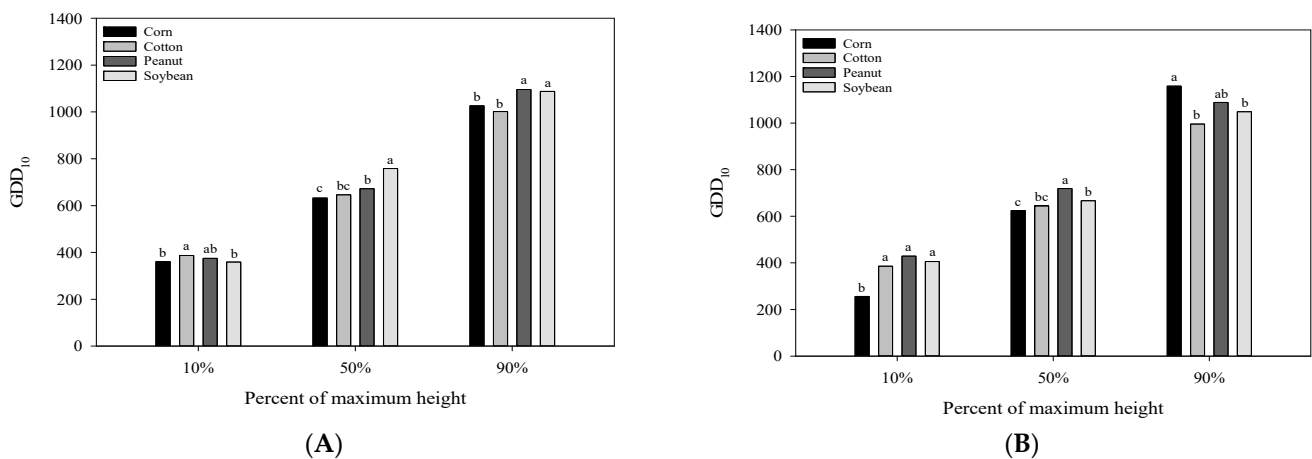 1400
1200
1000
800
600
400
200
0
GDD10
Corn
Cotton
Peanut
Soybean
b a ab b
c bc b a
b b a a
10% 50% 90%
Percent of maximum height
(A)
1400
1200
1000
800
600
400
200
0
GDD10
Corn
Cotton
Peanut
Soybean
b a a a
c bc a b
a b ab b
10% 50% 90%
Percent of maximum height
(B)